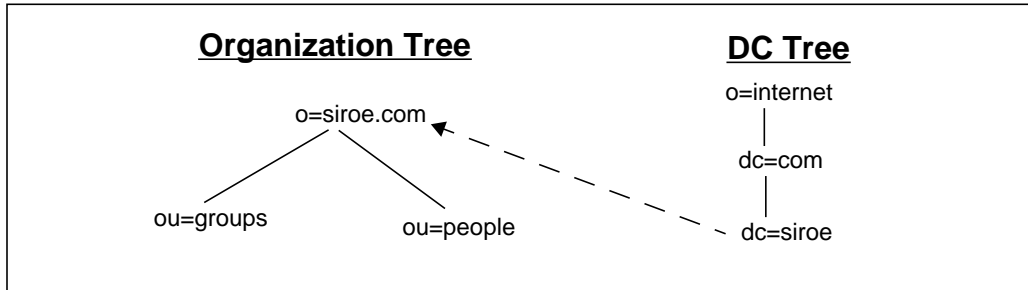 Organization Tree
o=siroe.com
ou=groups
ou=people
DC Tree
o=internet
dc=com
dc=siroe